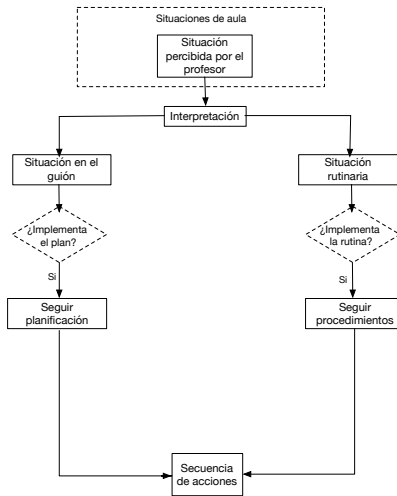 Situaciones de aula
Situación
percibida por el
profesor
Interpretación
Situación en el
guión
Situación
rutinaria
¿Implementa
el plan?
¿Implementa
la rutina?
Si
Si
Seguir
planificación
Seguir
procedimientos
Secuencia
de acciones